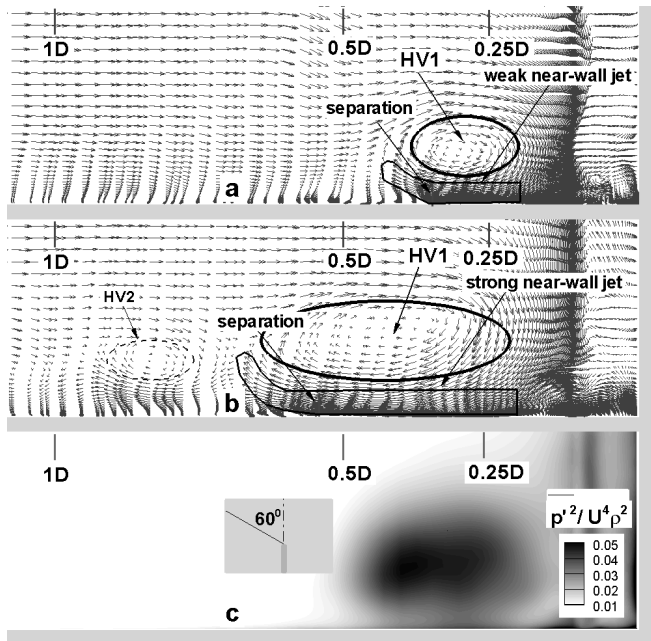 1D 0.5D 0.25D
HV1
weak near-wall jet
separation
a
1D 0.5D 0.25D
HV1
HV2
strong near-wall jet
separation
b
1D 0.5D 0.25D
60⁰
p'²/ U⁴ρ²
0.05
0.04
0.03
0.02
0.01
c